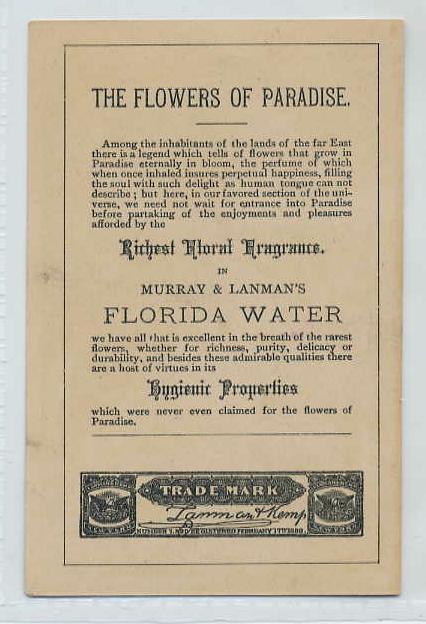 THE FLOWERS OF PARADISE.
Among the inhabitants of the lands of the far East
there is a legend which tells of flowers that grow in
Paradise eternally in bloom, the perfume of which
when once inhaled insures perpetual happiness, filling
the soul with such delight as human tongue can not
describe ; but here, in our favored section of the uni-
verse, we need not wait for entrance into Paradise
before partaking of the enjoyments and pleasures
afforded by the
Richest Floral Fragrance.
IN
MURRAY & LANMAN'S
FLORIDA WATER
we have all that is excellent in the breath of the rarest
flowers, whether for richness, purity, delicacy or
durability, and besides these admirable qualities there
are a host of virtues in its
Hygienic Properties
which were never even claimed for the flowers of
Paradise.
TRADE MARK
Lanman & Kemp